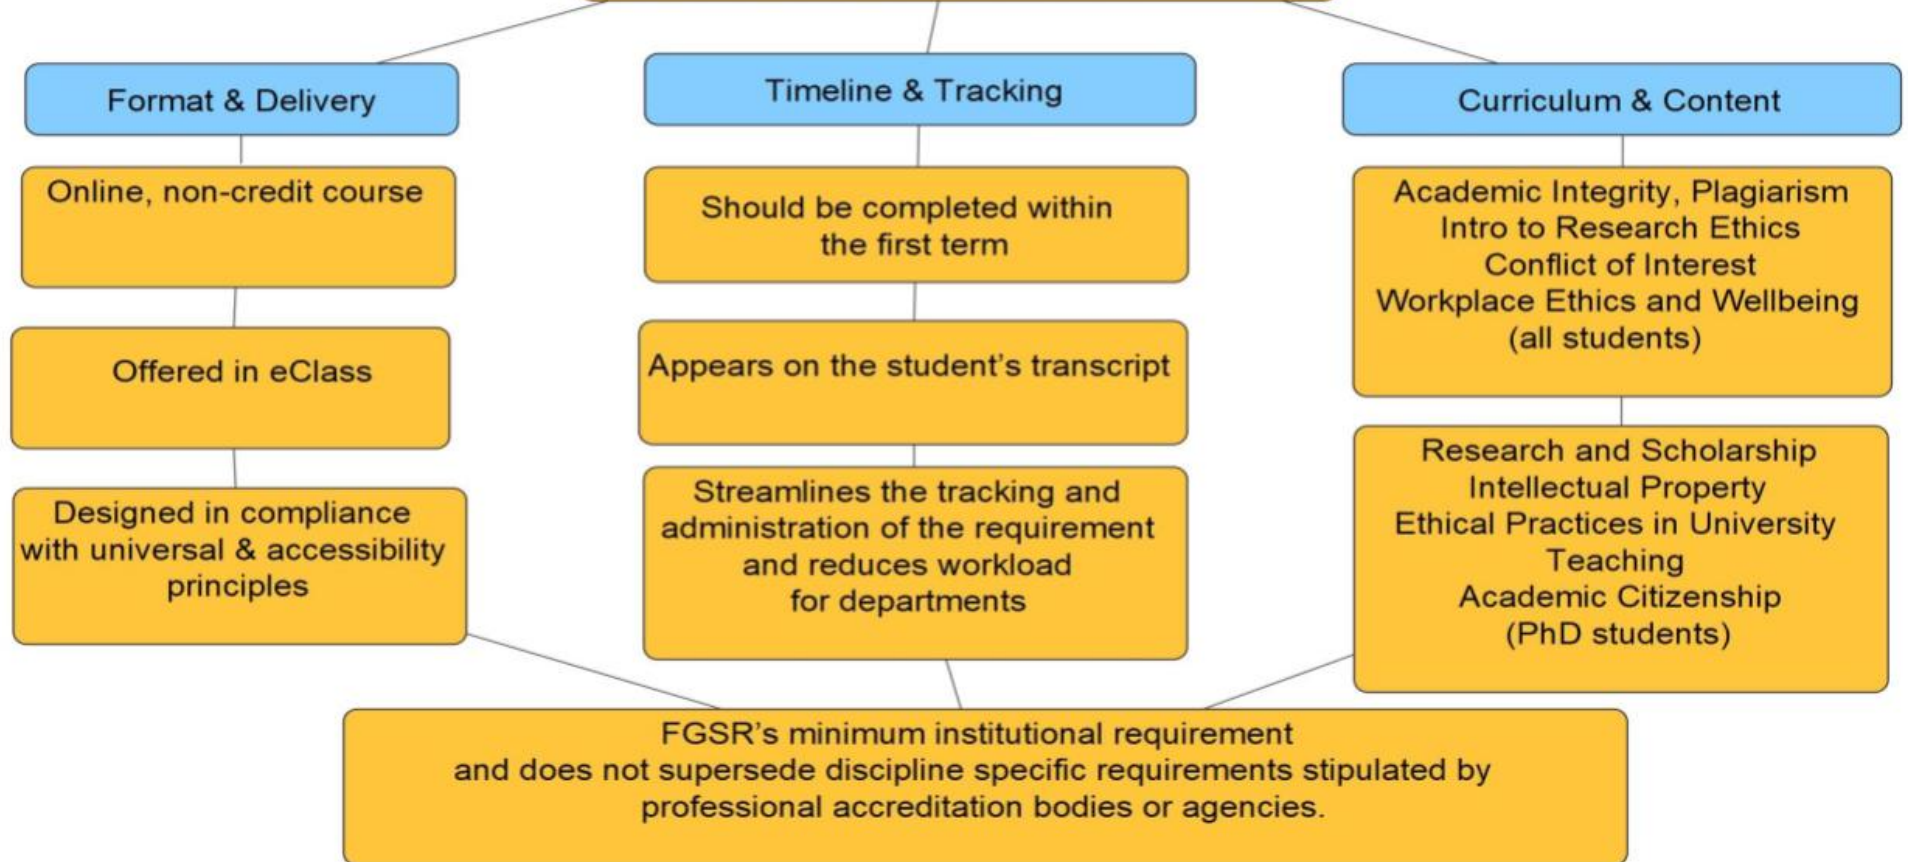 Format & Delivery
Online, non-credit course
Offered in eClass
Designed in compliance
with universal & accessibility
principles
Timeline & Tracking
Should be completed within
the first term
Appears on the student’s transcript
Streamlines the tracking and
administration of the requirement
and reduces workload
for departments
Curriculum & Content
Academic Integrity, Plagiarism
Intro to Research Ethics
Conflict of Interest
Workplace Ethics and Wellbeing
(all students)
Research and Scholarship
Intellectual Property
Ethical Practices in University
Teaching
Academic Citizenship
(PhD students)
FGSR’s minimum institutional requirement
and does not supersede discipline specific requirements stipulated by
professional accreditation bodies or agencies.